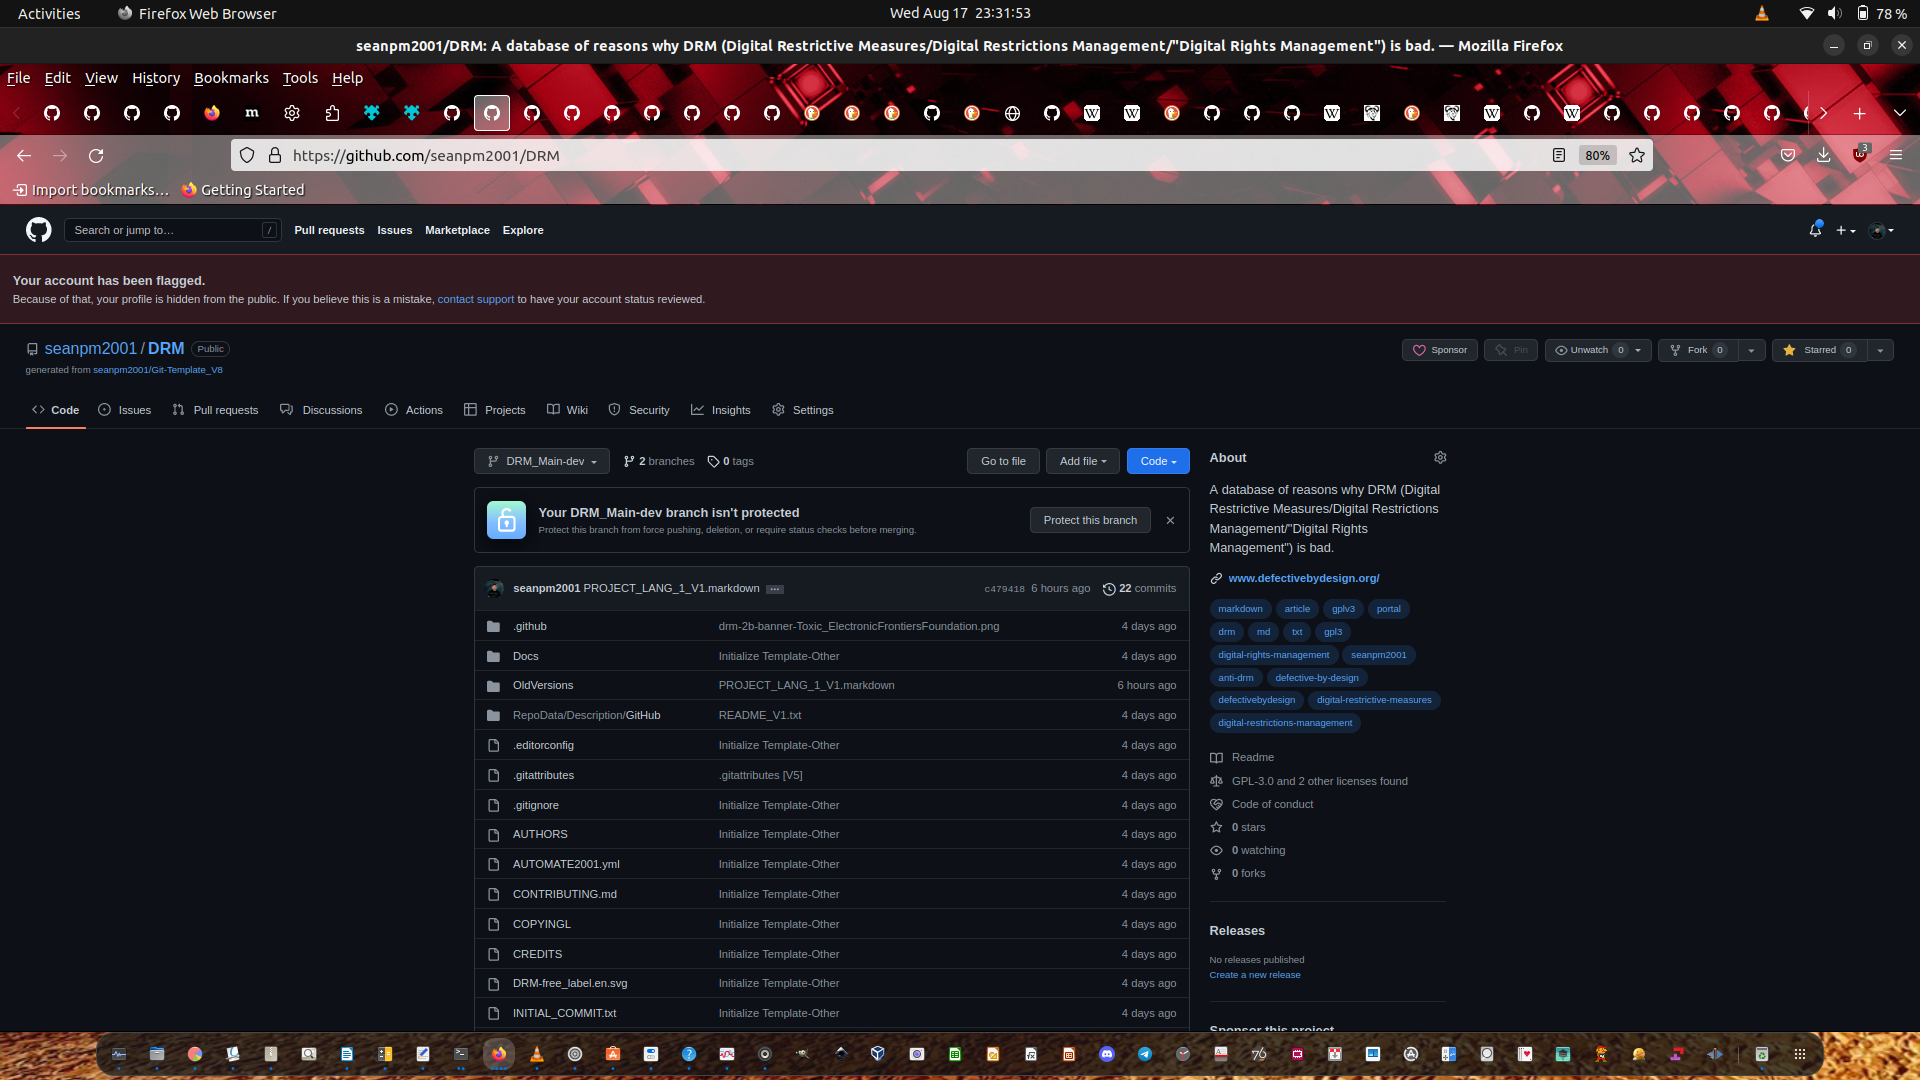 Activities Firefox Web Browser Wed Aug 17 23:31:53 78 %
seanpm2001/DRM: A database of reasons why DRM (Digital Restrictive Measures/Digital Restrictions Management/"Digital Rights Management") is bad. — Mozilla Firefox
File Edit View History Bookmarks Tools Help
https://github.com/seanpm2001/DRM 80% 3
Import bookmarks… Getting Started
Search or jump to… / Pull requests Issues Marketplace Explore
Your account has been flagged.
Because of that, your profile is hidden from the public. If you believe this is a mistake, contact support to have your account status reviewed.
seanpm2001 / DRM Public Sponsor Pin Unwatch 0 Fork 0 Starred 0
generated from seanpm2001/Git-Template_V8
Code Issues Pull requests Discussions Actions Projects Wiki Security Insights Settings
DRM_Main-dev 2 branches 0 tags Go to file Add file Code
Your DRM_Main-dev branch isn't protected
Protect this branch from force pushing, deletion, or require status checks before merging.
Protect this branch
seanpm2001 PROJECT_LANG_1_V1.markdown ... c479418 6 hours ago 22 commits
.github drm-2b-banner-Toxic_ElectronicFrontiersFoundation.png 4 days ago
Docs Initialize Template-Other 4 days ago
OldVersions PROJECT_LANG_1_V1.markdown 6 hours ago
RepoData/Description/GitHub README_V1.txt 4 days ago
.editorconfig Initialize Template-Other 4 days ago
.gitattributes .gitattributes [V5] 4 days ago
.gitignore Initialize Template-Other 4 days ago
AUTHORS Initialize Template-Other 4 days ago
AUTOMATE2001.yml Initialize Template-Other 4 days ago
CONTRIBUTING.md Initialize Template-Other 4 days ago
COPYINGL Initialize Template-Other 4 days ago
CREDITS Initialize Template-Other 4 days ago
DRM-free_label.en.svg Initialize Template-Other 4 days ago
INITIAL_COMMIT.txt Initialize Template-Other 4 days ago
About
A database of reasons why DRM (Digital
Restrictive Measures/Digital Restrictions
Management/"Digital Rights
Management") is bad.
www.defectivebydesign.org/
markdown article gplv3 portal
drm md txt gpl3
digital-rights-management seanpm2001
anti-drm defective-by-design
defectivebydesign digital-restrictive-measures
digital-restrictions-management
Readme
GPL-3.0 and 2 other licenses found
Code of conduct
0 stars
0 watching
0 forks
Releases
No releases published
Create a new release
Sponsor this project